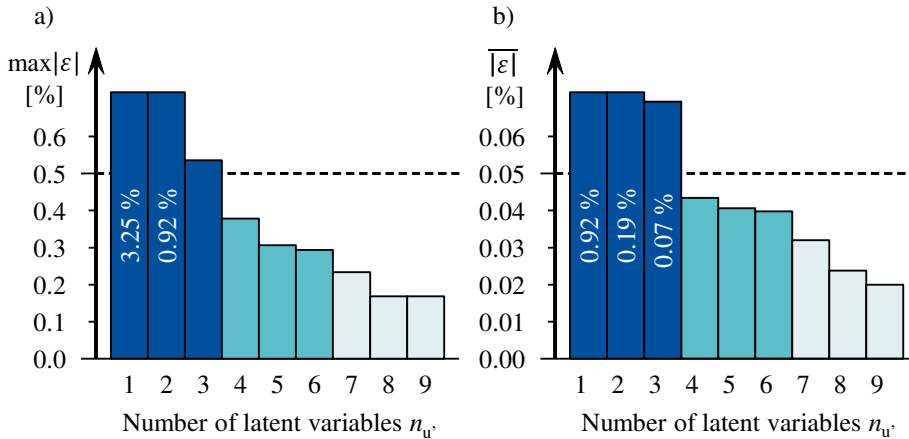 a)
max|ε|
[%]
0.6
0.5
0.4
0.3
0.2
0.1
0.0
3.25 %
0.92 %
1 2 3 4 5 6 7 8 9
Number of latent variables n_u'
b)
|ε|
[%]
0.06
0.05
0.04
0.03
0.02
0.01
0.00
0.92 %
0.19 %
0.07 %
1 2 3 4 5 6 7 8 9
Number of latent variables n_u'